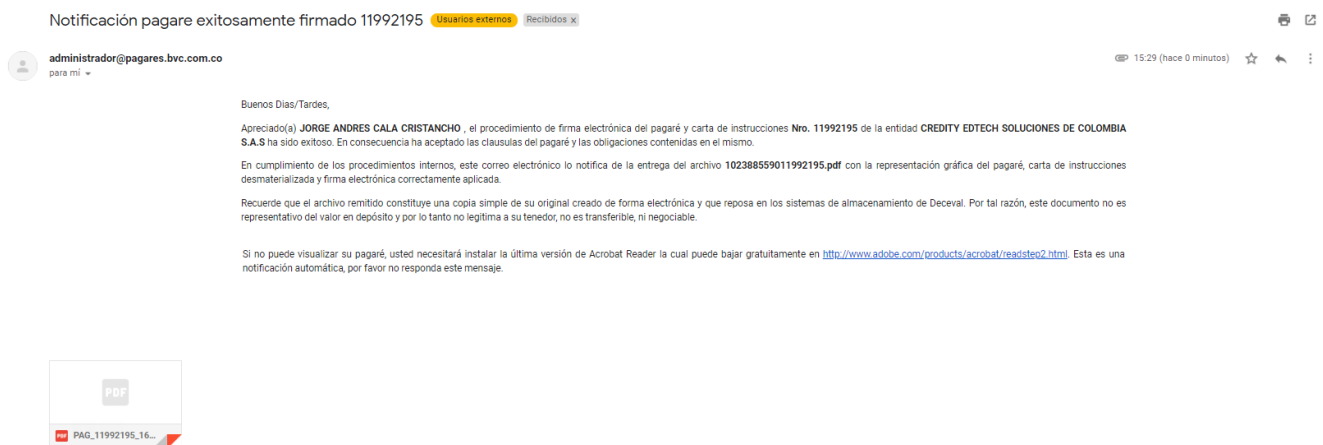 Notificación pagare exitosamente firmado 11992195 Usuarios externos Recibidos x
administrador@pagares.bvc.com.co 15:29 (hace 0 minutos)
para mí
Buenos Dias/Tardes,
Apreciado(a) JORGE ANDRES CALA CRISTANCHO , el procedimiento de firma electrónica del pagaré y carta de instrucciones Nro. 11992195 de la entidad CREDITY EDTECH SOLUCIONES DE COLOMBIA
S.A.S ha sido exitoso. En consecuencia ha aceptado las clausulas del pagaré y las obligaciones contenidas en el mismo.
En cumplimiento de los procedimientos internos, este correo electrónico lo notifica de la entrega del archivo 102388559011992195.pdf con la representación gráfica del pagaré, carta de instrucciones
desmaterializada y firma electrónica correctamente aplicada.
Recuerde que el archivo remitido constituye una copia simple de su original creado de forma electrónica y que reposa en los sistemas de almacenamiento de Deceval. Por tal razón, este documento no es
representativo del valor en depósito y por lo tanto no legitima a su tenedor, no es transferible, ni negociable.
Si no puede visualizar su pagaré, usted necesitará instalar la última versión de Acrobat Reader la cual puede bajar gratuitamente en http://www.adobe.com/products/acrobat/readstep2.html. Esta es una
notificación automática, por favor no responda este mensaje.
PDF
PDF PAG_11992195_16...